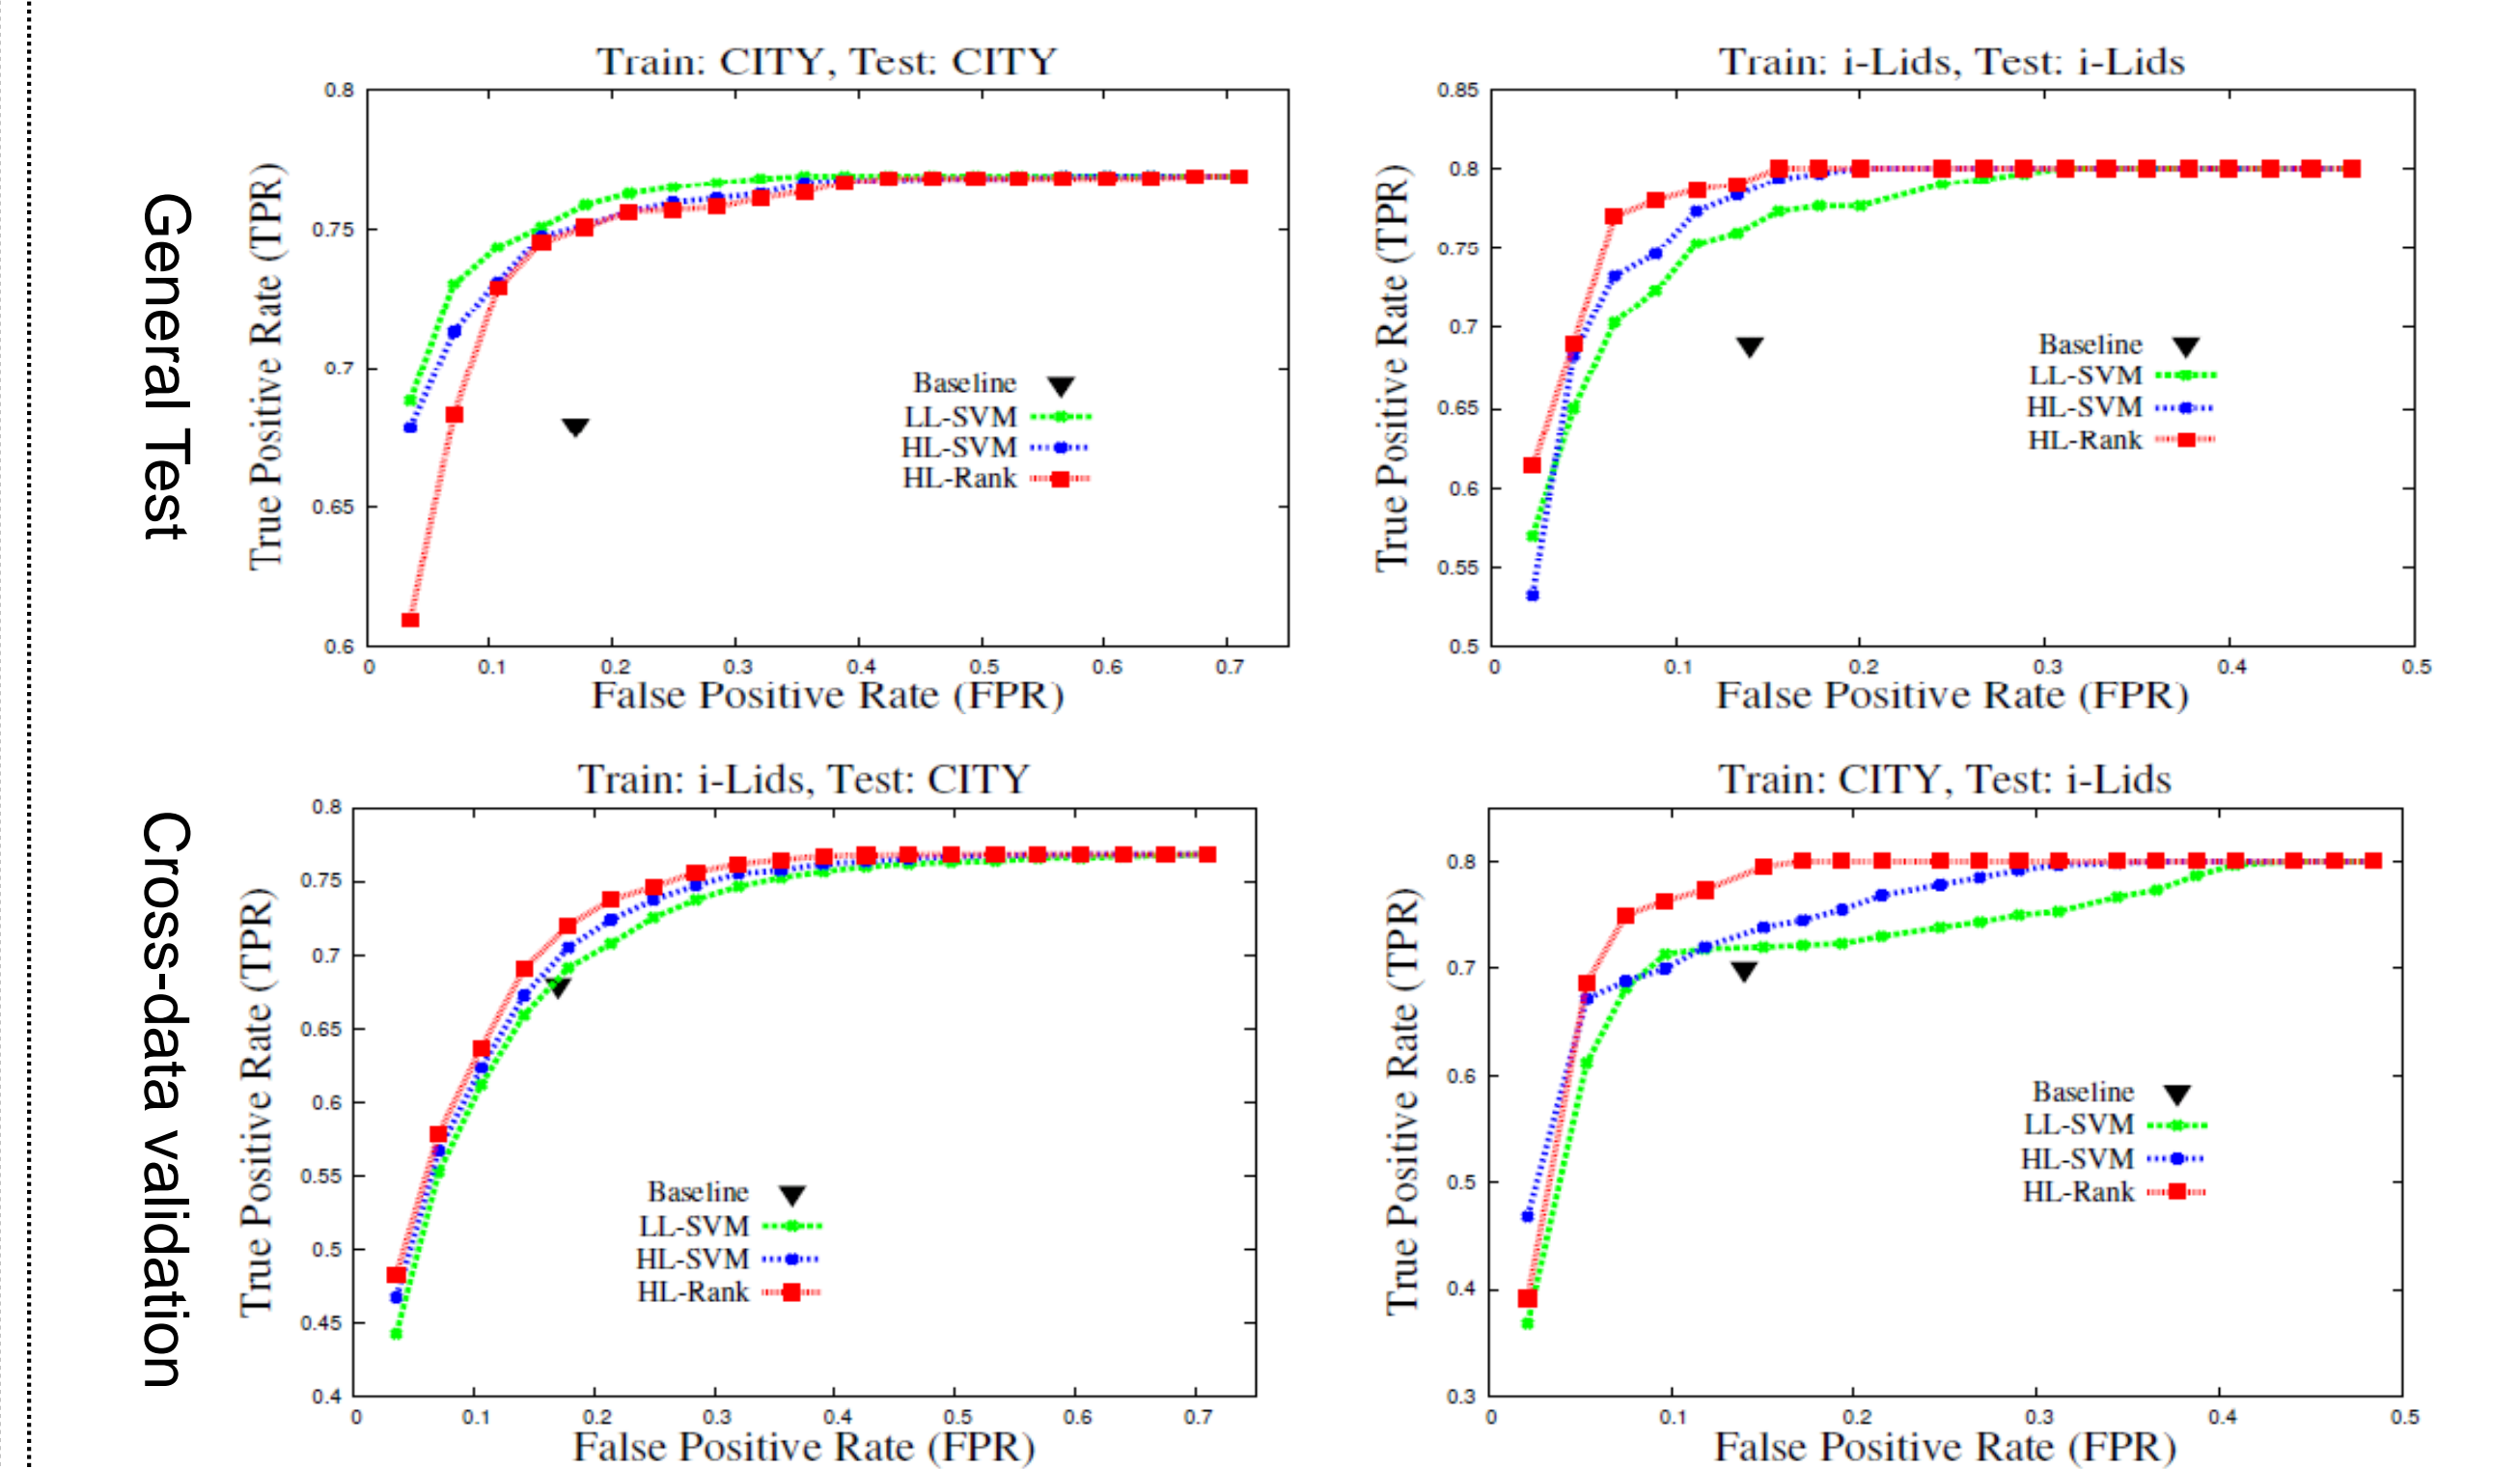 General Test
Train: CITY, Test: CITY
True Positive Rate (TPR)
0.8
0.75
0.7
0.65
0.6
0 0.1 0.2 0.3 0.4 0.5 0.6 0.7
False Positive Rate (FPR)
Baseline
LL-SVM
HL-SVM
HL-Rank
Train: i-Lids, Test: i-Lids
True Positive Rate (TPR)
0.85
0.8
0.75
0.7
0.65
0.6
0.55
0.5
0 0.1 0.2 0.3 0.4 0.5
False Positive Rate (FPR)
Baseline
LL-SVM
HL-SVM
HL-Rank
Cross-data validation
Train: i-Lids, Test: CITY
True Positive Rate (TPR)
0.8
0.75
0.7
0.65
0.6
0.55
0.5
0.45
0.4
0 0.1 0.2 0.3 0.4 0.5 0.6 0.7
False Positive Rate (FPR)
Baseline
LL-SVM
HL-SVM
HL-Rank
Train: CITY, Test: i-Lids
True Positive Rate (TPR)
0.8
0.7
0.6
0.5
0.4
0.3
0 0.1 0.2 0.3 0.4 0.5
False Positive Rate (FPR)
Baseline
LL-SVM
HL-SVM
HL-Rank